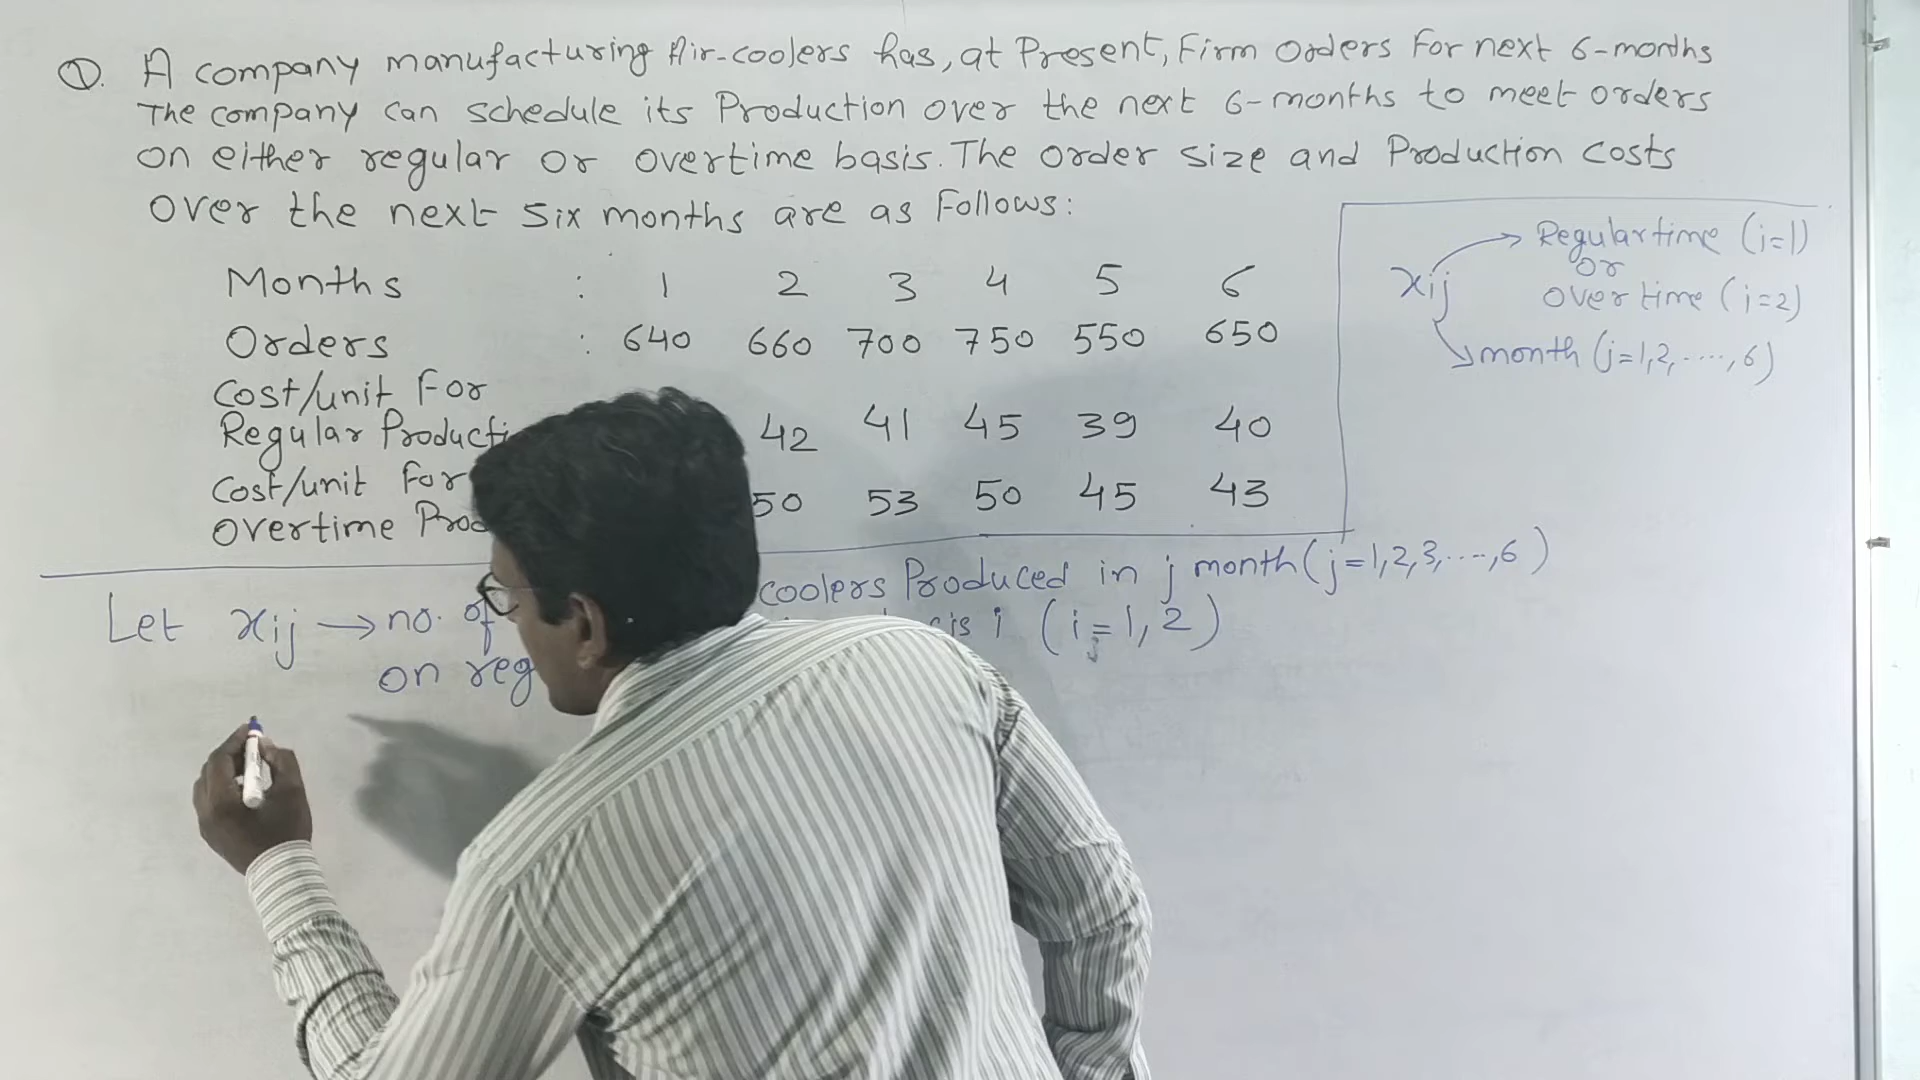 ① A company manufacturing Air-coolers has, at Present, Firm orders For next 6-months
The company can schedule its Production over the next 6-months to meet orders
on either regular or overtime basis. The order size and Production costs
over the next six months are as Follows:
Months : 1 2 3 4 5 6
Orders : 640 660 700 750 550 650
Cost/unit For
Regular Producti 42 41 45 39 40
Cost/unit For
overtime Prod 50 53 50 45 43
xij → Regular time (i=1)
or
over time (i=2)
month (j=1,2,....,6)
Let xij → no. of coolers Produced in j month (j=1,2,3,....,6)
on reg i (i=1,2)